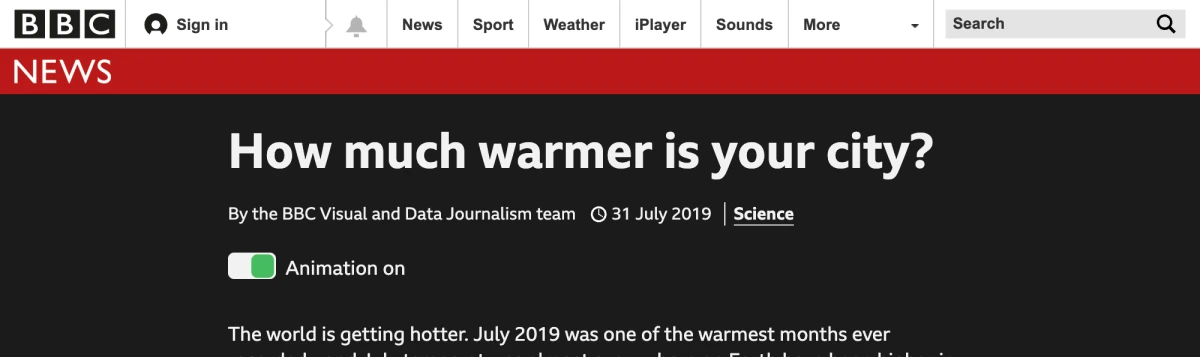 BBC Sign in News Sport Weather iPlayer Sounds More Search
NEWS
How much warmer is your city?
By the BBC Visual and Data Journalism team 31 July 2019 Science
Animation on
The world is getting hotter. July 2019 was one of the warmest months ever